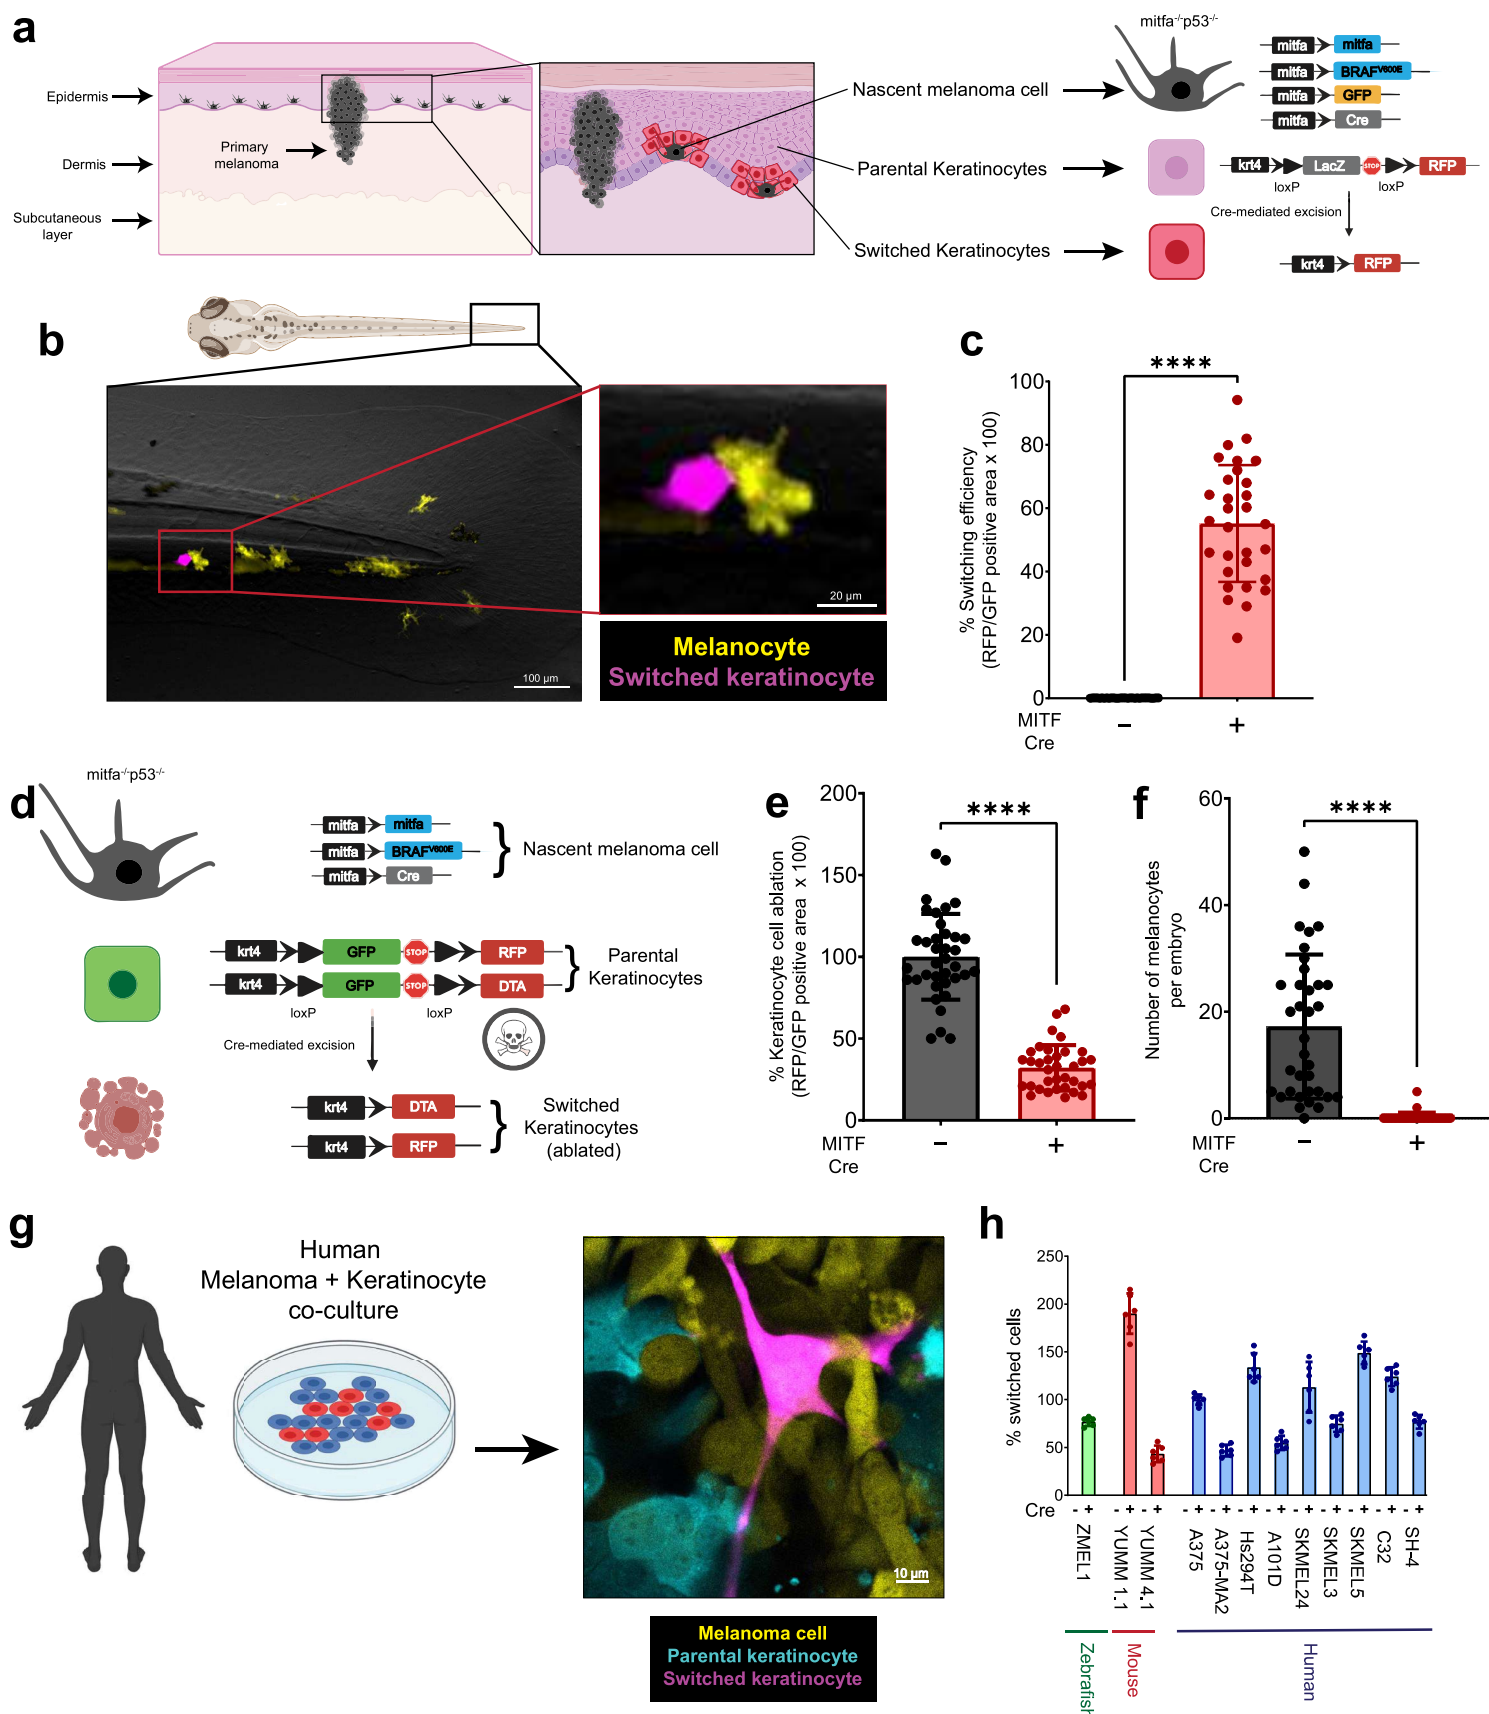 a
Epidermis
Dermis
Subcutaneous
layer
Primary
melanoma
Nascent melanoma cell
Parental Keratinocytes
Switched Keratinocytes
mitfa-/-p53-/-
mitfa mitfa
mitfa BRAFV600E
mitfa GFP
mitfa Cre
krt4 LacZ STOP RFP
loxP loxP
Cre-mediated excision
krt4 RFP
b
100 µm
20 µm
Melanocyte
Switched keratinocyte
c
% Switching efficiency
(RFP/GFP positive area x 100)
100
80
60
40
20
0
****
MITF
Cre
− +
d
mitfa-/-p53-/-
mitfa mitfa
mitfa BRAFV600E
mitfa Cre
Nascent melanoma cell
krt4 GFP STOP RFP
krt4 GFP STOP DTA
Parental
Keratinocytes
loxP loxP
Cre-mediated excision
krt4 DTA
krt4 RFP
Switched
Keratinocytes
(ablated)
e
% Keratinocyte cell ablation
(RFP/GFP positive area x 100)
200
150
100
50
0
****
MITF
Cre
− +
f
Number of melanocytes
per embryo
60
40
20
0
****
MITF
Cre
− +
g
Human
Melanoma + Keratinocyte
co-culture
10 µm
Melanoma cell
Parental keratinocyte
Switched keratinocyte
h
% switched cells
250
200
150
100
50
0
Cre - + - + - + - + - + - + - + - + - + - + - + - +
ZMEL1
YUMM 1.1
YUMM 4.1
A375
A375-MA2
Hs294T
A101D
SKMEL24
SKMEL3
SKMEL5
C32
SH-4
Zebrafish
Mouse
Human